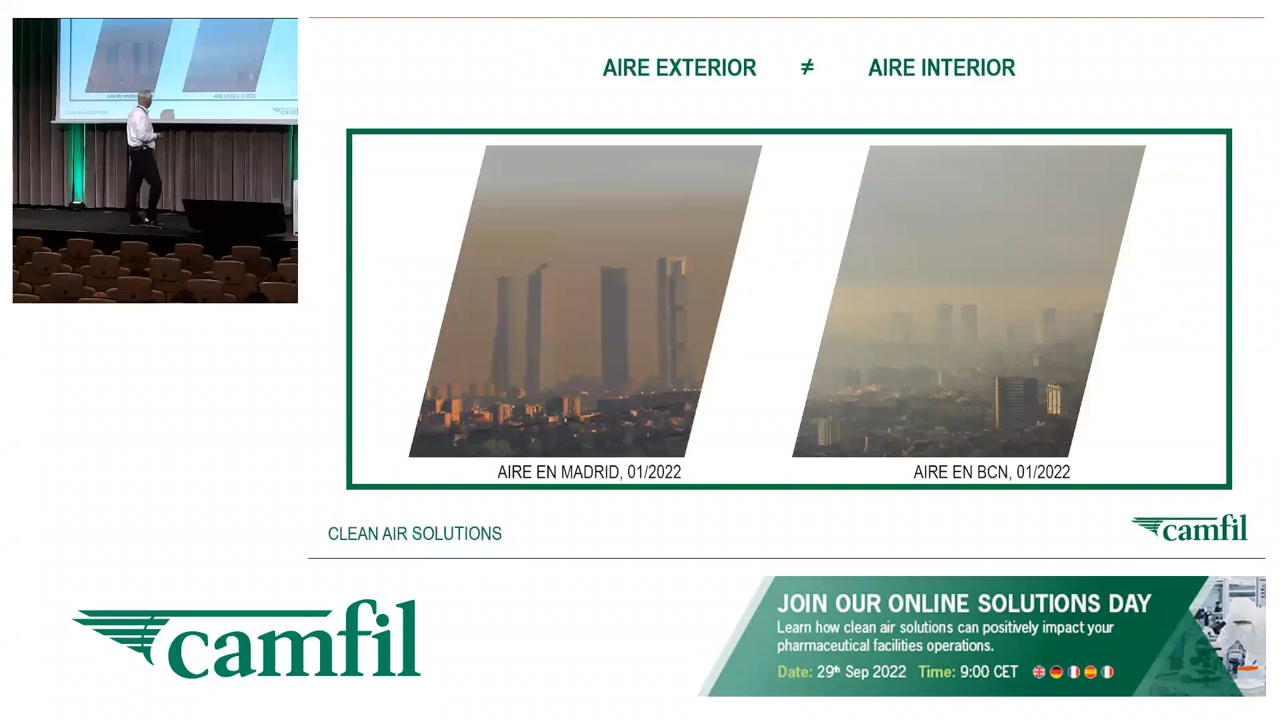 AIRE EXTERIOR ≠ AIRE INTERIOR
AIRE EN MADRID, 01/2022
AIRE EN BCN, 01/2022
CLEAN AIR SOLUTIONS
camfil
camfil
JOIN OUR ONLINE SOLUTIONS DAY
Learn how clean air solutions can positively impact your
pharmaceutical facilities operations.
Date: 29th Sep 2022 Time: 9:00 CET